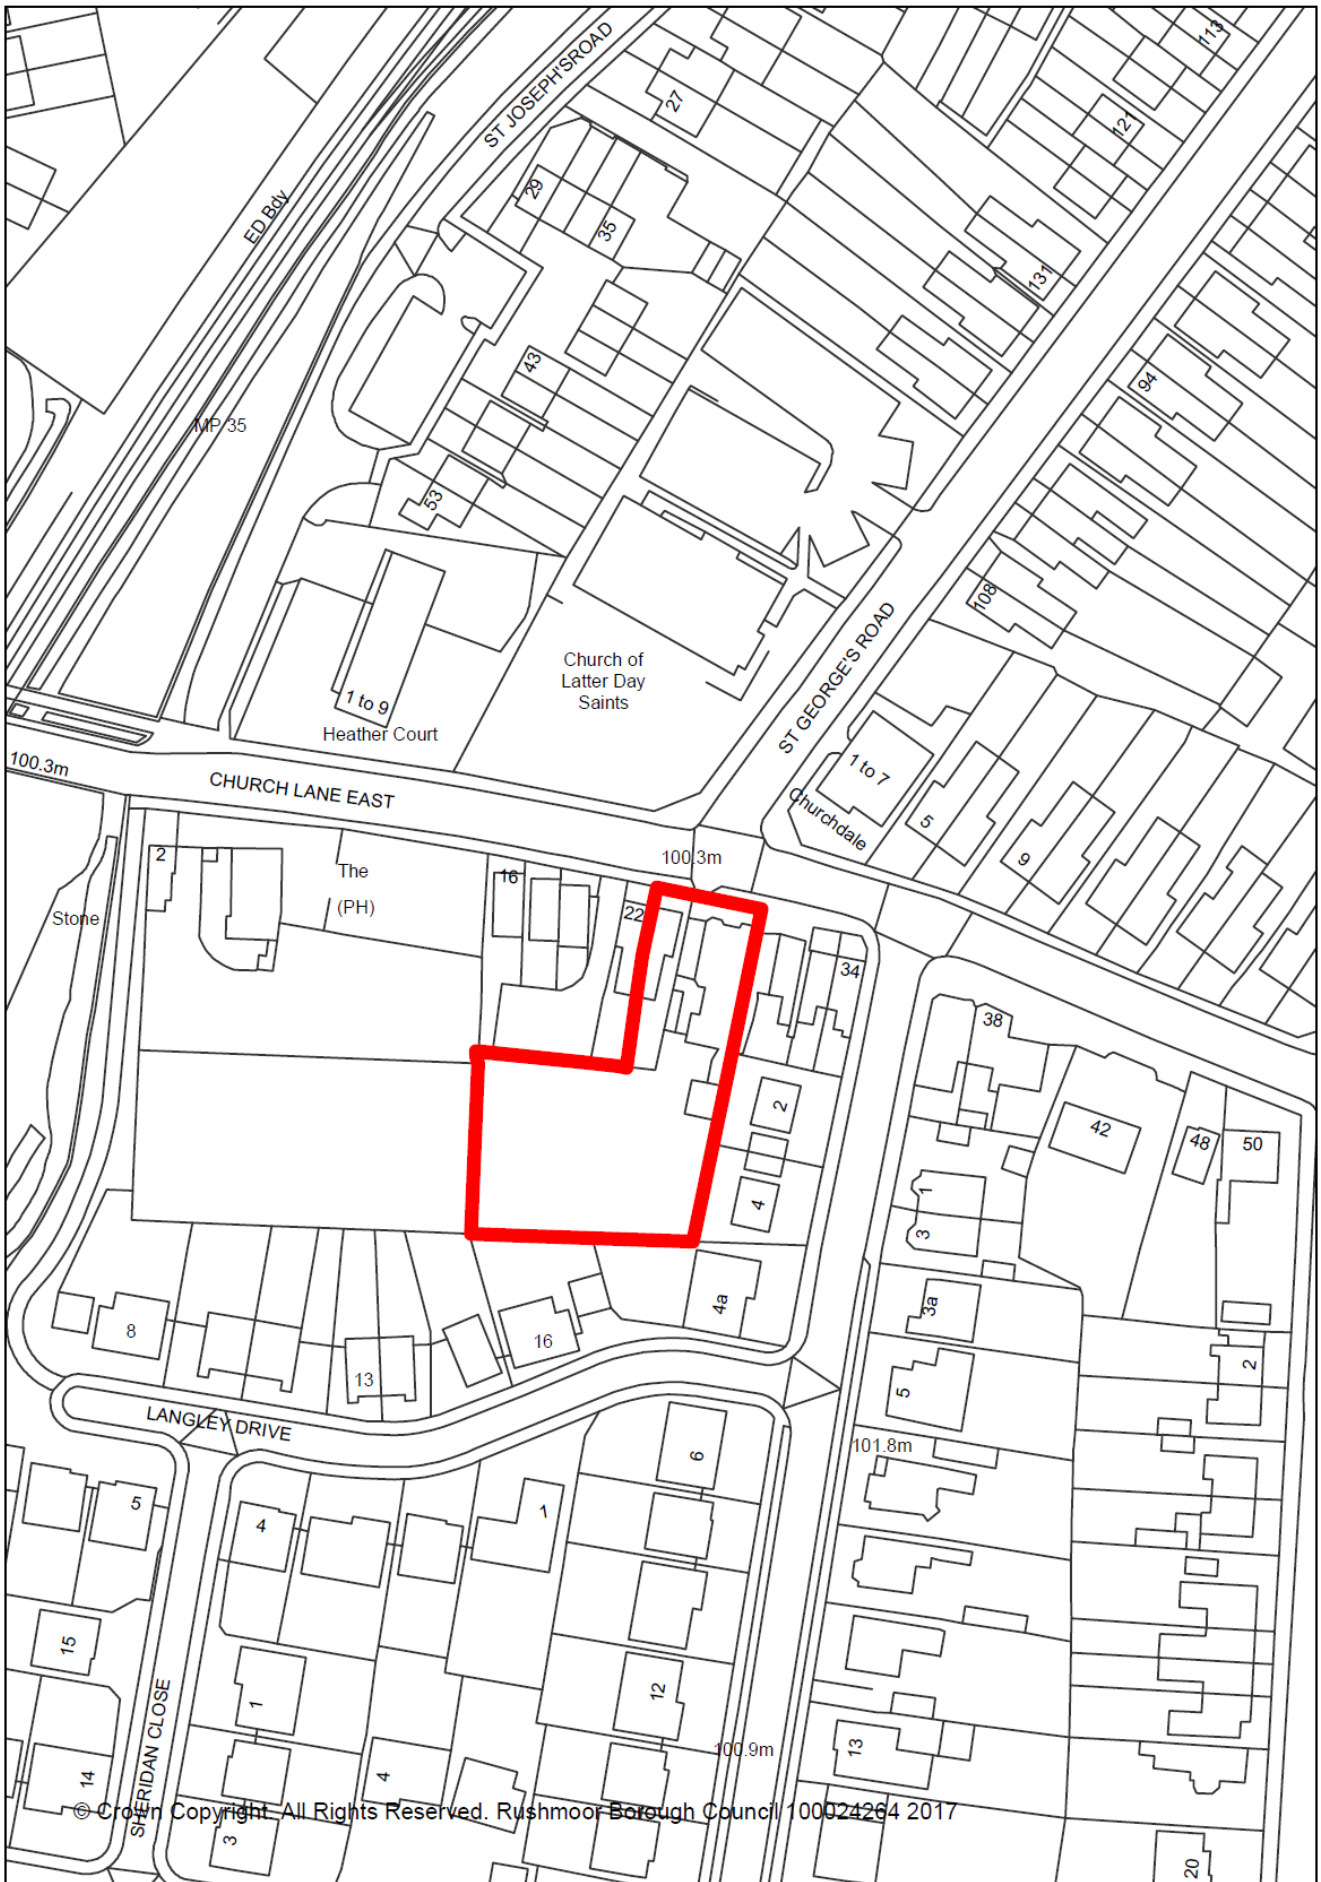 113
ST JOSEPH'SROAD
27
121
29
ED Bdy
35
131
43
94
MP 35
53
108
ST GEORGE'S ROAD
Church of
Latter Day
Saints
1 to 9
Heather Court
1 to 7
100.3m
CHURCH LANE EAST
Churchdale
5
9
2
The
(PH)
16
100.3m
Stone
22
34
38
2
42
48
50
4
1
3
3a
4a
8
16
13
2
5
LANGLEY DRIVE
6
101.8m
5
4
1
15
12
1
SHERIDAN CLOSE
100.9m
13
14
4
© Crown Copyright. All Rights Reserved. Rushmoor Borough Council 100024264 2017
3
20